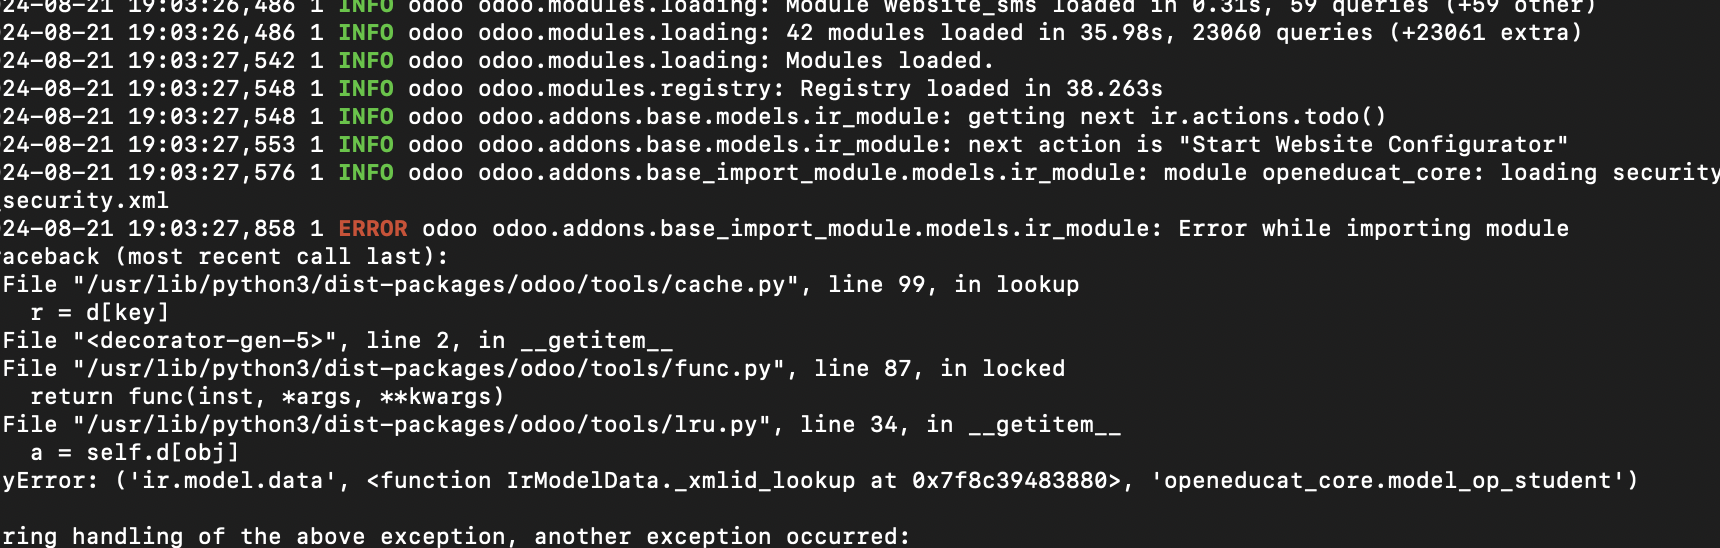 24-08-21 19:03:26,486 1 INFO odoo odoo.modules.loading: Module website_sms loaded in 0.31s, 59 queries (+59 other)
24-08-21 19:03:26,486 1 INFO odoo odoo.modules.loading: 42 modules loaded in 35.98s, 23060 queries (+23061 extra)
24-08-21 19:03:27,542 1 INFO odoo odoo.modules.loading: Modules loaded.
24-08-21 19:03:27,548 1 INFO odoo odoo.modules.registry: Registry loaded in 38.263s
24-08-21 19:03:27,548 1 INFO odoo odoo.addons.base.models.ir_module: getting next ir.actions.todo()
24-08-21 19:03:27,553 1 INFO odoo odoo.addons.base.models.ir_module: next action is "Start Website Configurator"
24-08-21 19:03:27,576 1 INFO odoo odoo.addons.base_import_module.models.ir_module: module openeducat_core: loading security
_security.xml
24-08-21 19:03:27,858 1 ERROR odoo odoo.addons.base_import_module.models.ir_module: Error while importing module
aceback (most recent call last):
File "/usr/lib/python3/dist-packages/odoo/tools/cache.py", line 99, in lookup
r = d[key]
File "<decorator-gen-5>", line 2, in __getitem__
File "/usr/lib/python3/dist-packages/odoo/tools/func.py", line 87, in locked
return func(inst, *args, **kwargs)
File "/usr/lib/python3/dist-packages/odoo/tools/lru.py", line 34, in __getitem__
a = self.d[obj]
yError: ('ir.model.data', <function IrModelData._xmlid_lookup at 0x7f8c39483880>, 'openeducat_core.model_op_student')
ring handling of the above exception, another exception occurred: